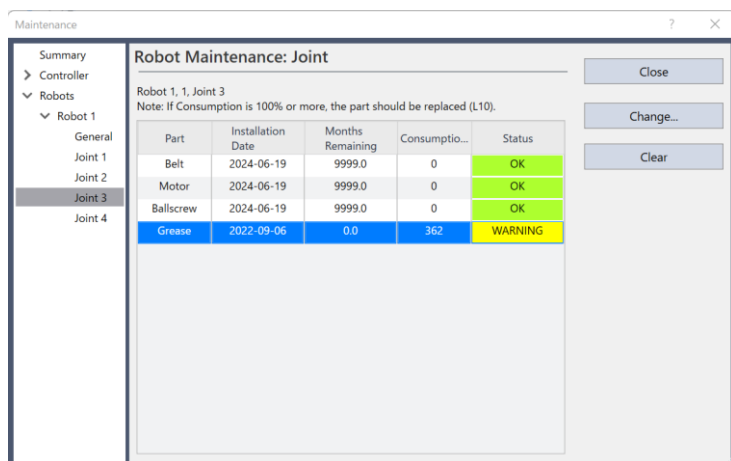 Maintenance
Summary
Controller
Robots
Robot 1
General
Joint 1
Joint 2
Joint 3
Joint 4
Robot Maintenance: Joint
Robot 1, 1, Joint 3
Note: If Consumption is 100% or more, the part should be replaced (L10).
Part Installation Date Months Remaining Consumptio... Status
Belt 2024-06-19 9999.0 0 OK
Motor 2024-06-19 9999.0 0 OK
Ballscrew 2024-06-19 9999.0 0 OK
Grease 2022-09-06 0.0 362 WARNING
Close
Change...
Clear